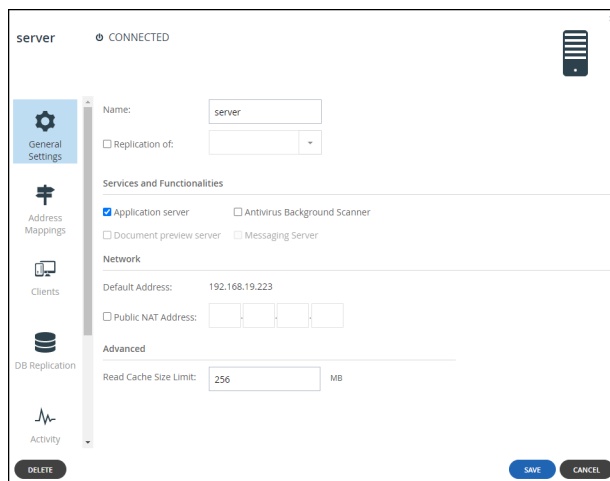 server
CONNECTED
General
Settings
Address
Mappings
Clients
DB Replication
Activity
Name:
server
Replication of:
Services and Functionalities
Application server
Antivirus Background Scanner
Document preview server
Messaging Server
Network
Default Address:
192.168.19.223
Public NAT Address:
. . .
Advanced
Read Cache Size Limit:
256
MB
DELETE
SAVE
CANCEL